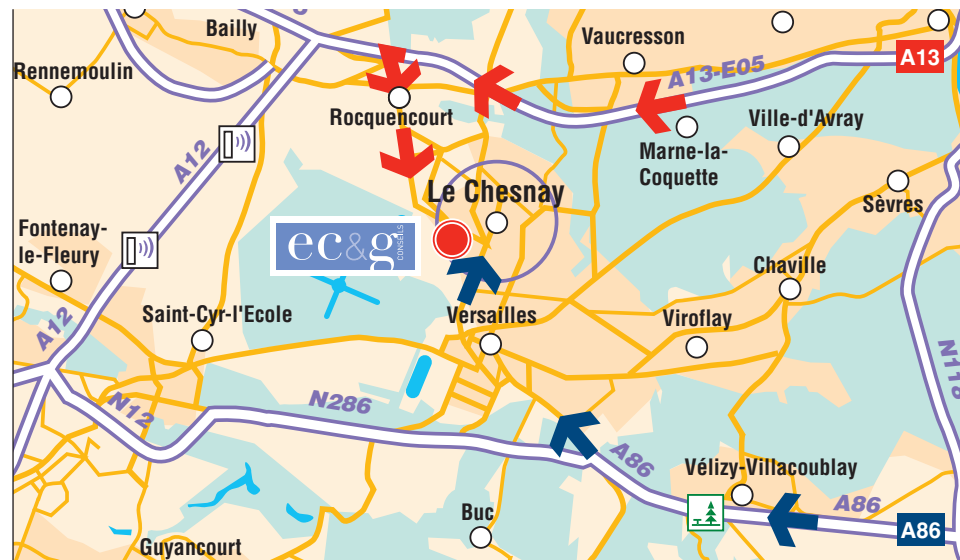 Bailly
Vaucresson
A13
Rennemoulin
A13-E05
Rocquencourt
Ville-d'Avray
Marne-la-
Coquette
A12
Le Chesnay
Sèvres
Fontenay-
le-Fleury
ec&g
CONSEILS
Chaville
A12
Saint-Cyr-l'Ecole
Versailles
Viroflay
N118
N12
N286
A86
Vélizy-Villacoublay
A86
A86
Buc
Guyancourt